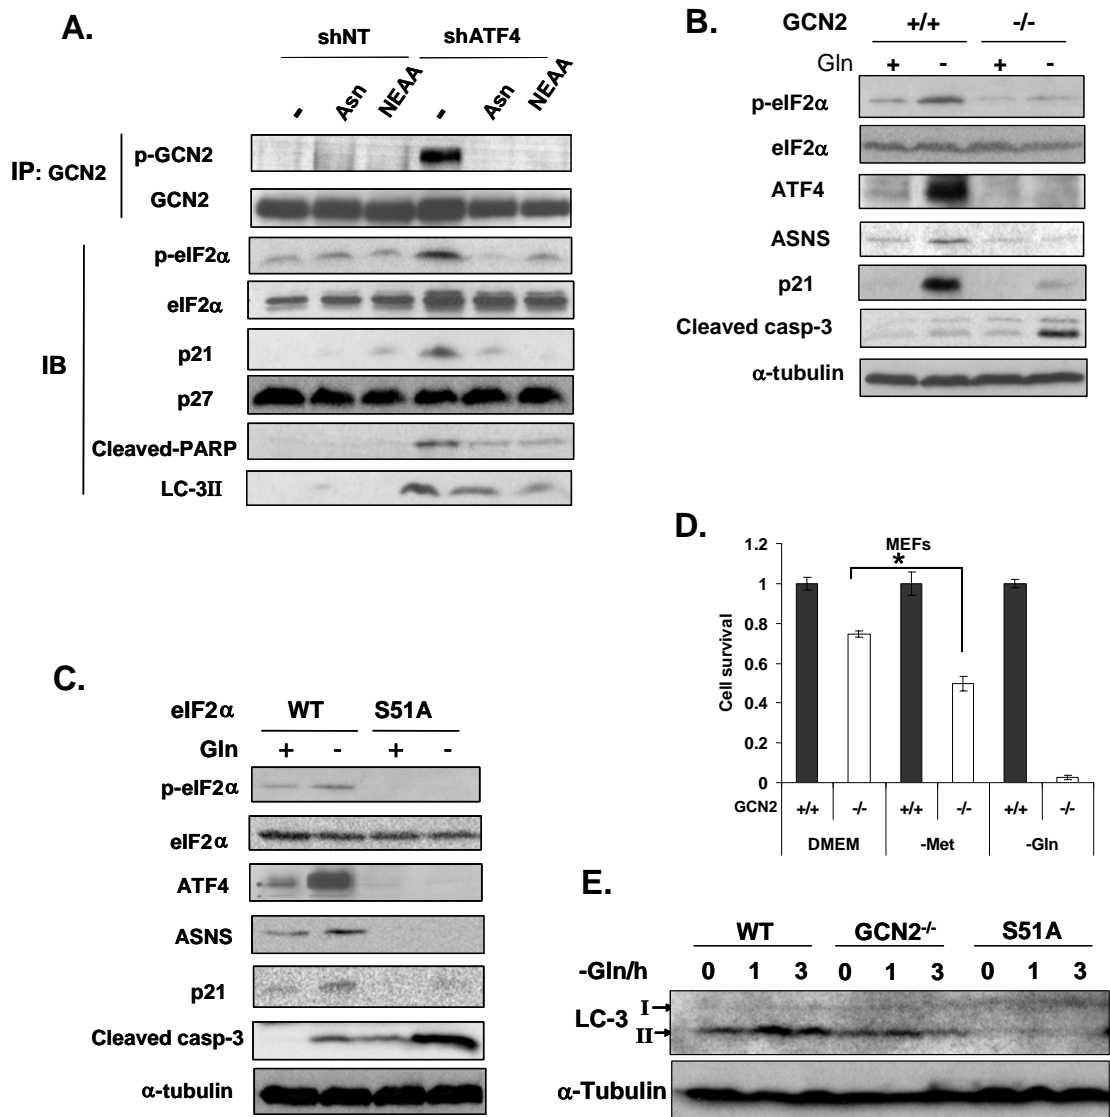 A.
shNT shATF4
- Asn NEAA - Asn NEAA
IP: GCN2
p-GCN2
GCN2
IB
p-eIF2α
eIF2α
p21
p27
Cleaved-PARP
LC-3II
B.
GCN2 +/+ -/-
Gln + - + -
p-eIF2α
eIF2α
ATF4
ASNS
p21
Cleaved casp-3
α-tubulin
C.
eIF2α WT S51A
Gln + - + -
p-eIF2α
eIF2α
ATF4
ASNS
p21
Cleaved casp-3
α-tubulin
D.
MEFs
*
Cell survival
1.2
1
0.8
0.6
0.4
0.2
0
GCN2 +/+ -/- +/+ -/- +/+ -/-
DMEM -Met -Gln
E.
WT GCN2-/- S51A
-Gln/h 0 1 3 0 1 3 0 1 3
LC-3 I
II
α-Tubulin